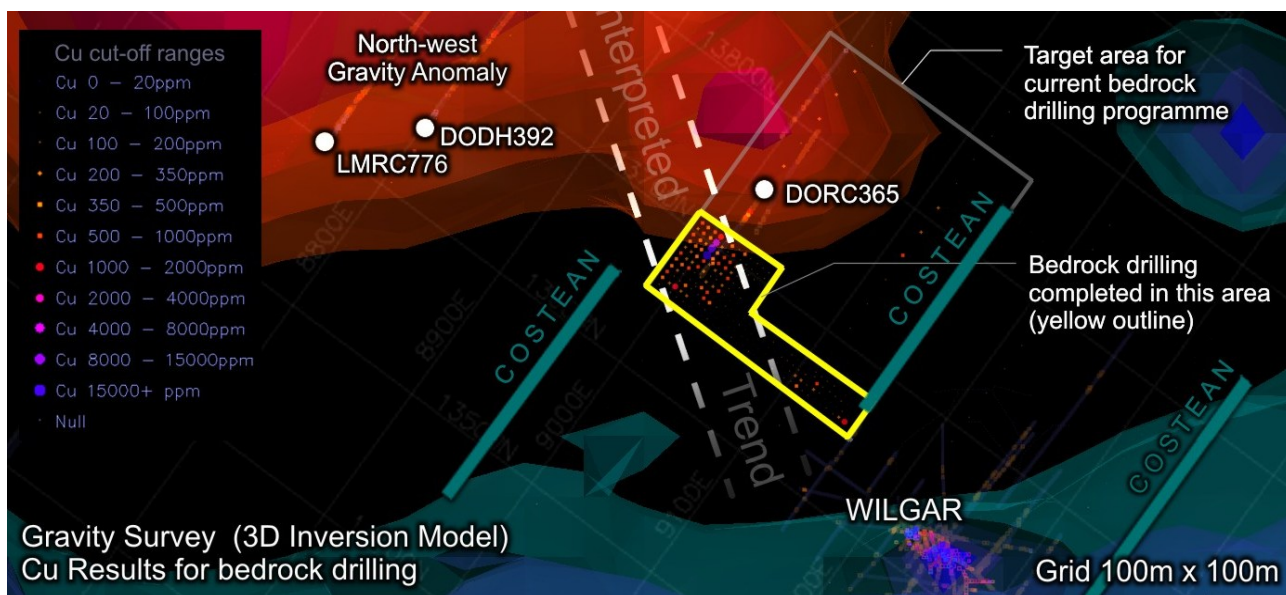 Cu cut-off ranges
Cu 0 – 20ppm
Cu 20 – 100ppm
Cu 100 – 200ppm
Cu 200 – 350ppm
Cu 350 – 500ppm
Cu 500 – 1000ppm
Cu 1000 – 2000ppm
Cu 2000 – 4000ppm
Cu 4000 – 8000ppm
Cu 8000 – 15000ppm
Cu 15000+ ppm
Null
North-west
Gravity Anomaly
LMRC776
DODH392
Interpreted
Trend
13800N
DORC365
Target area for
current bedrock
drilling programme
8800E
8900E
9000E
COSTEAN
COSTEAN
COSTEAN
Bedrock drilling
completed in this area
(yellow outline)
WILGAR
Gravity Survey (3D Inversion Model)
Cu Results for bedrock drilling
Grid 100m x 100m